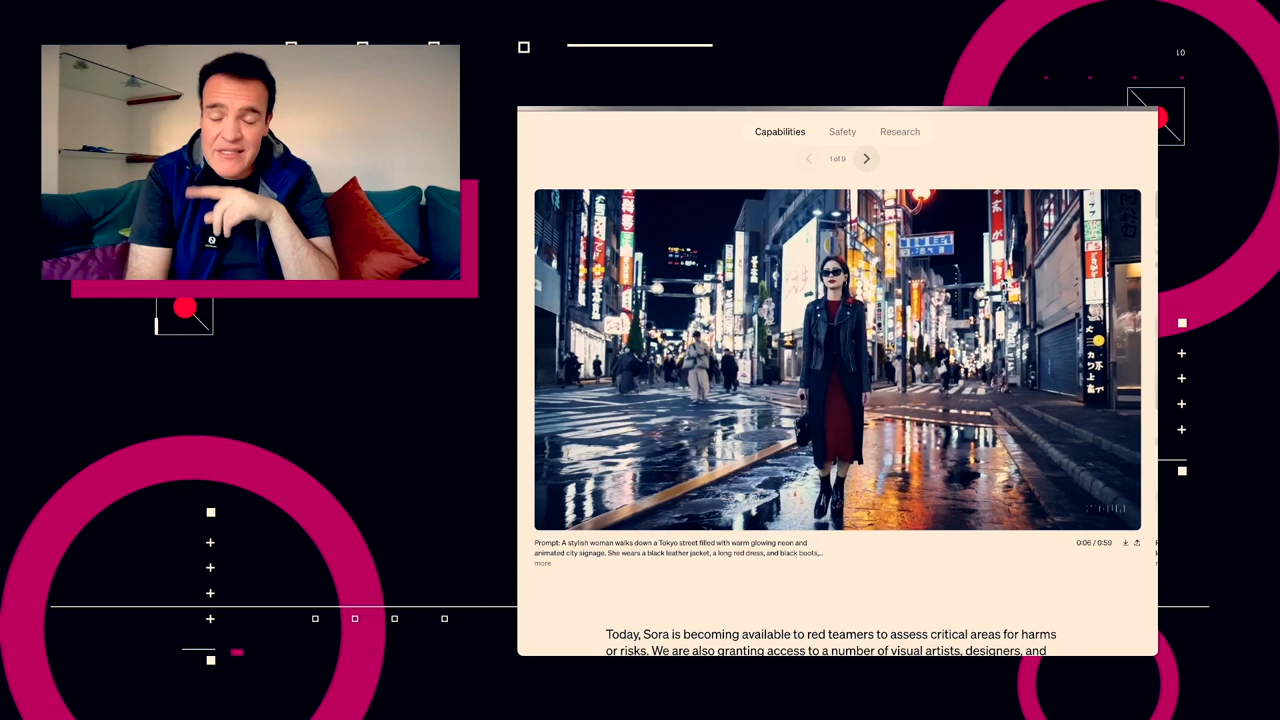 10
Capabilities Safety Research
1 of 9
Prompt: A stylish woman walks down a Tokyo street filled with warm glowing neon and
animated city signage. She wears a black leather jacket, a long red dress, and black boots,...
more
0:06 / 0:59
Today, Sora is becoming available to red teamers to assess critical areas for harms
or risks. We are also granting access to a number of visual artists, designers, and